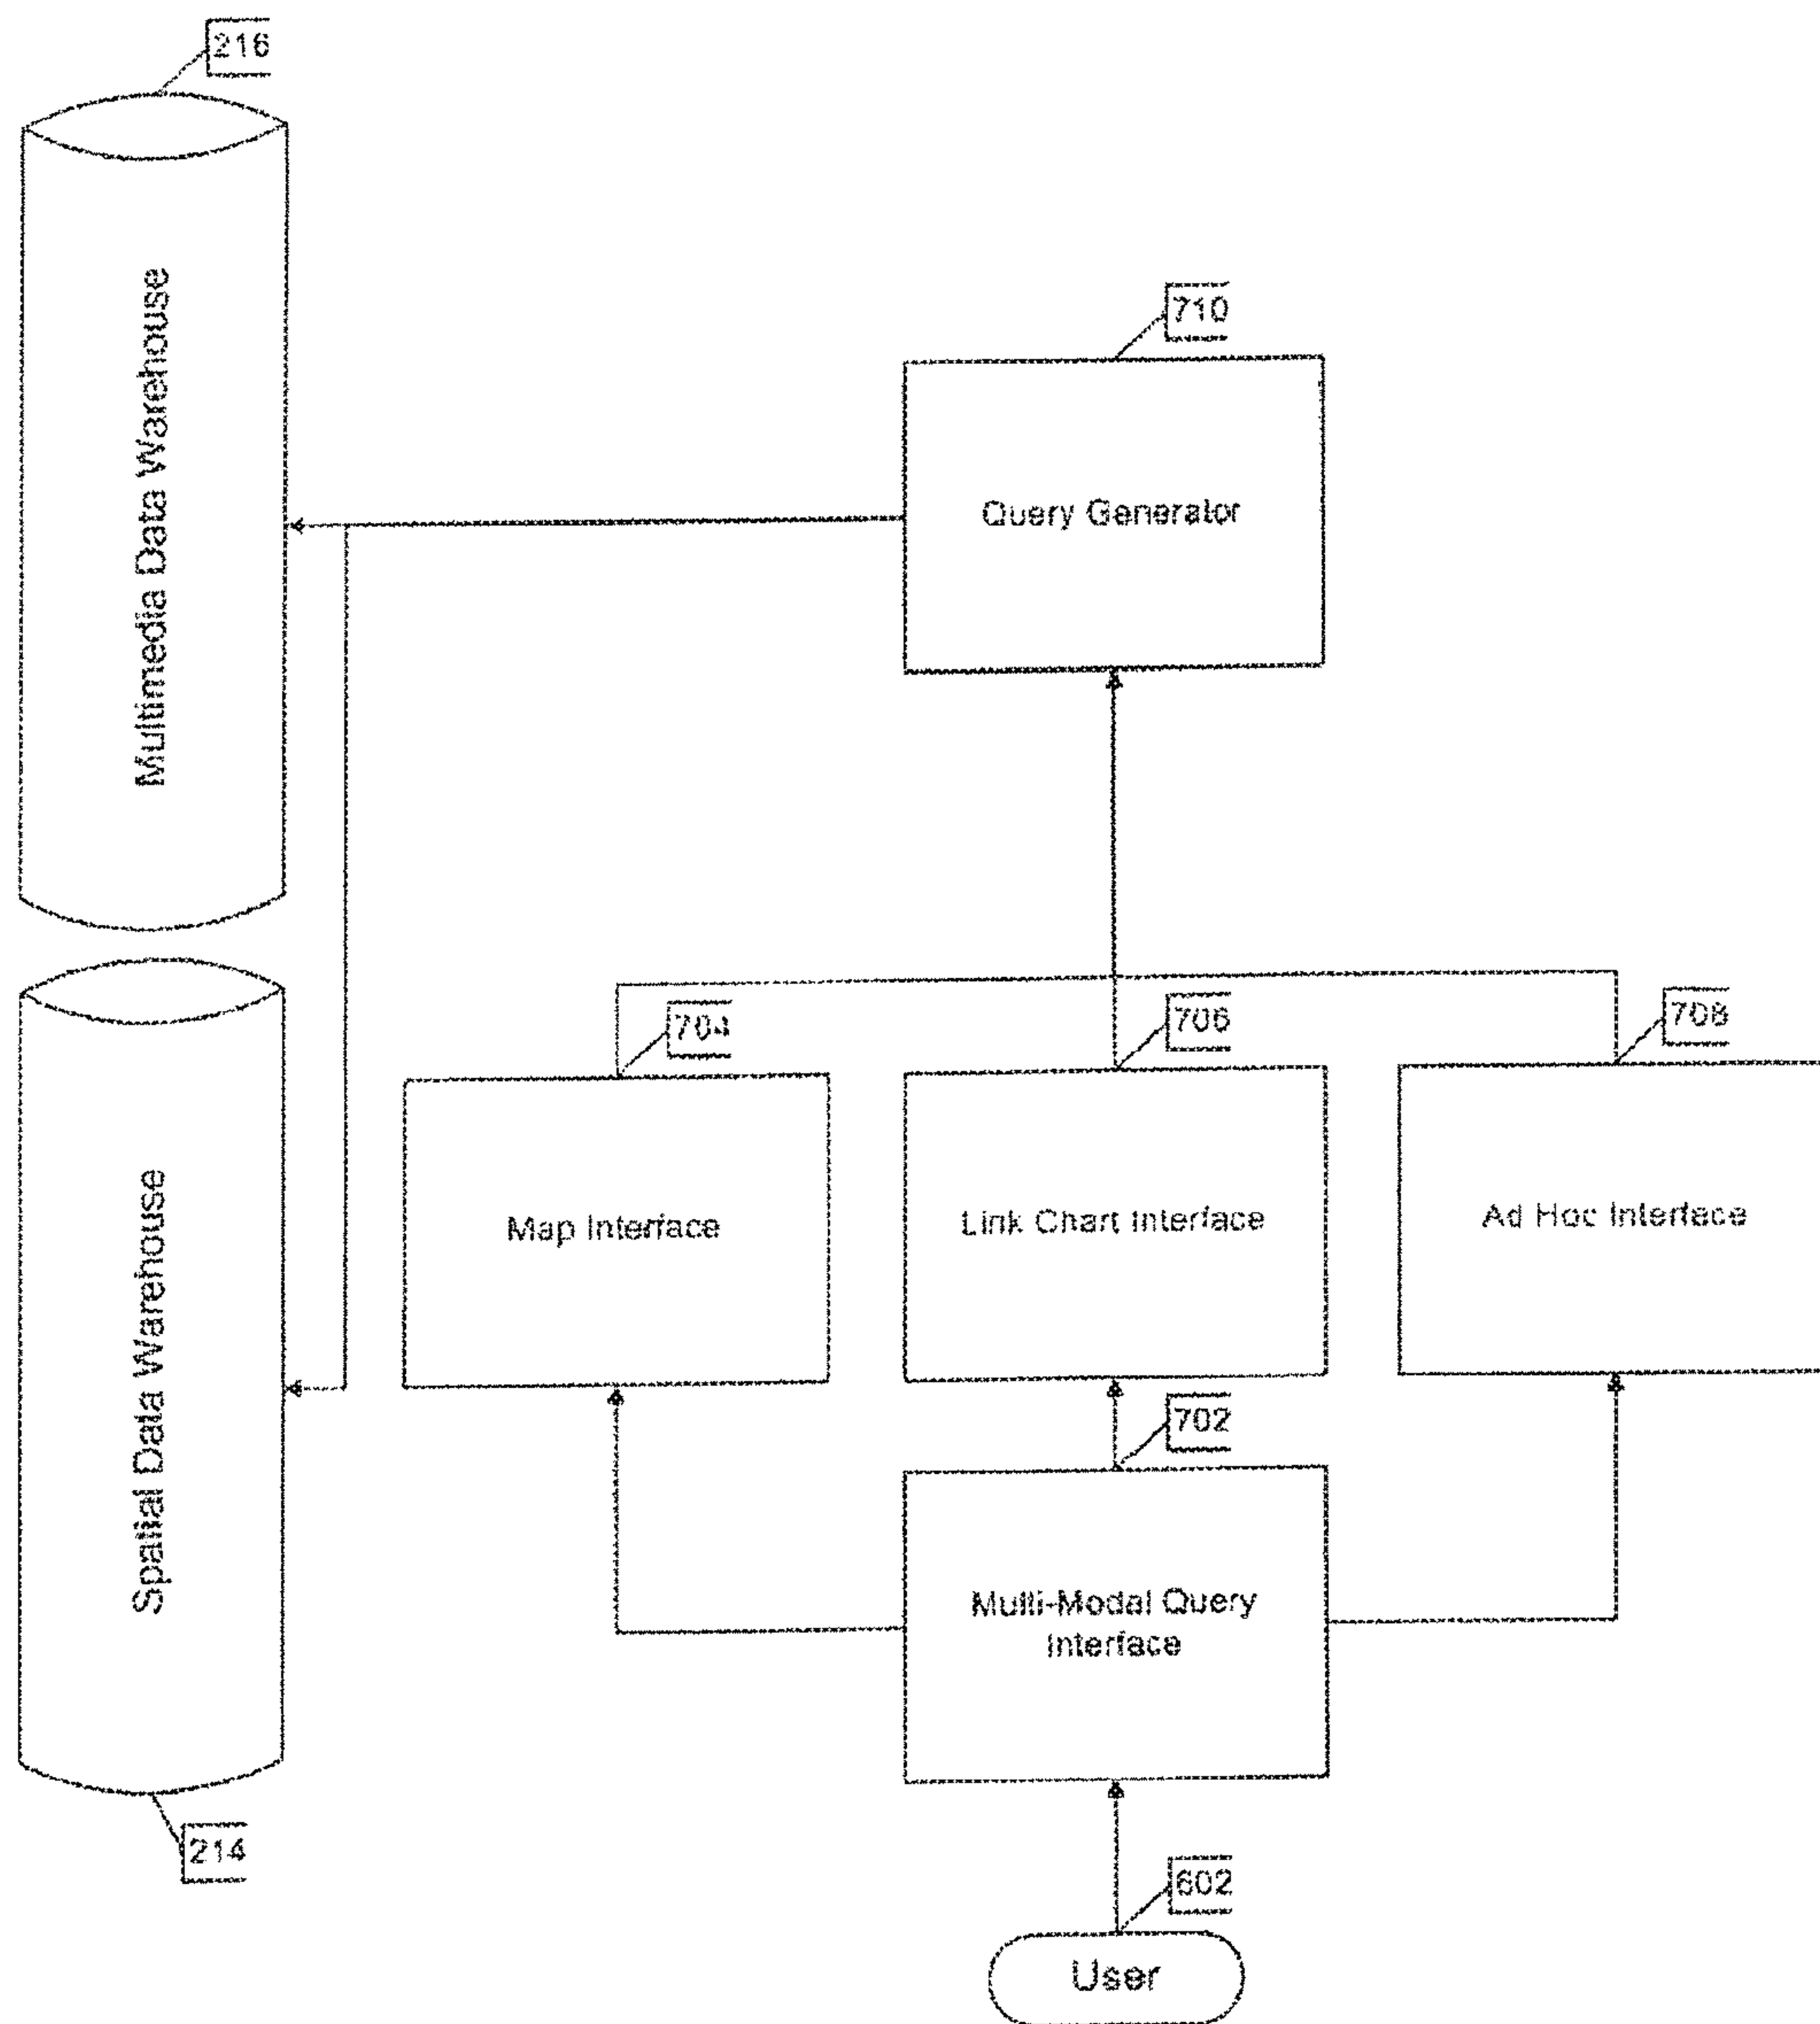 216
Multimedia Data Warehouse
710
Query Generator
704
706
708
Map Interface
Link Chart Interface
Ad Hoc Interface
Spatial Data Warehouse
702
Multi-Modal Query
Interface
214
602
User